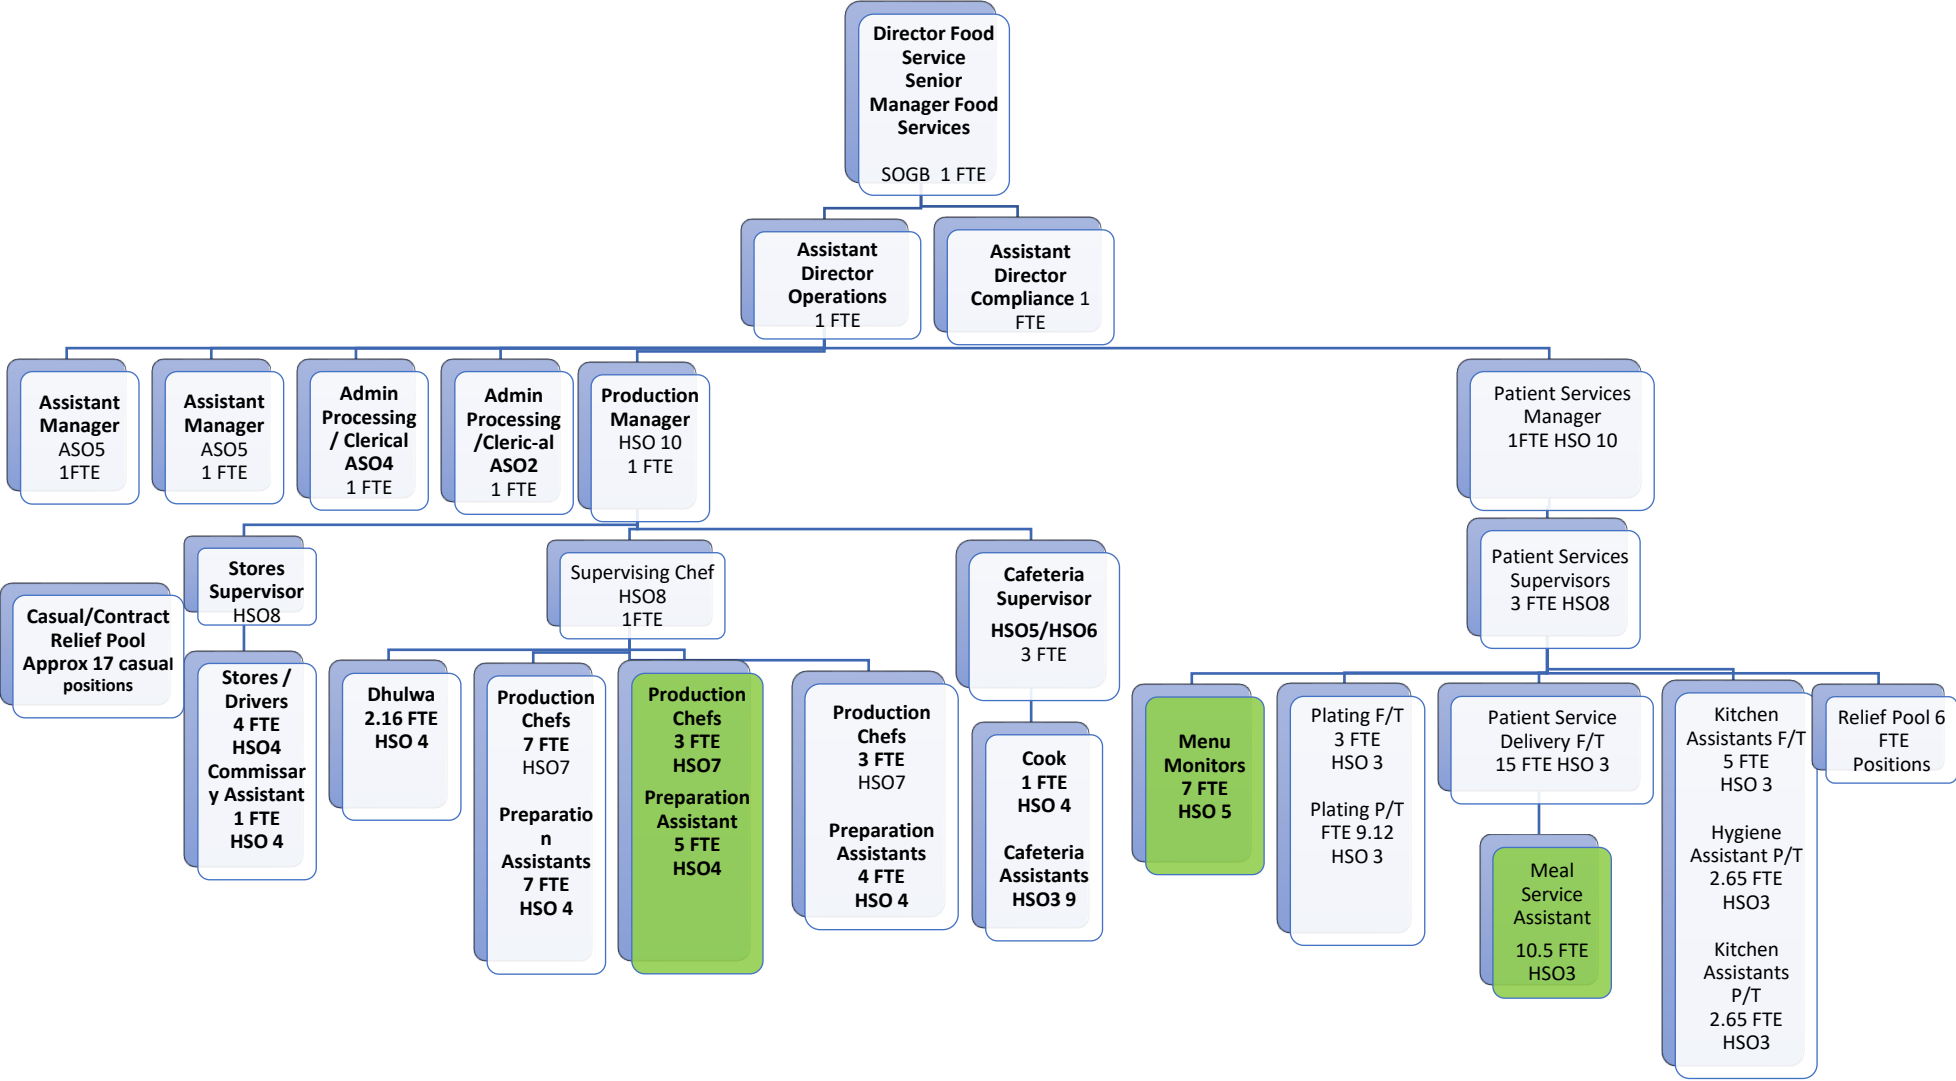 Director Food
Service
Senior
Manager Food
Services
SOGB 1 FTE
Assistant
Director
Operations
1 FTE
Assistant
Director
Compliance 1
FTE
Assistant
Manager
ASO5
1FTE
Assistant
Manager
ASO5
1 FTE
Admin
Processing
/ Clerical
ASO4
1 FTE
Admin
Processing
/Cleric-al
ASO2
1 FTE
Production
Manager
HSO 10
1 FTE
Patient Services
Manager
1FTE HSO 10
Stores
Supervisor
HSO8
Supervising Chef
HSO8
1FTE
Cafeteria
Supervisor
HSO5/HSO6
3 FTE
Patient Services
Supervisors
3 FTE HSO8
Casual/Contract
Relief Pool
Approx 17 casual
positions
Stores /
Drivers
4 FTE
HSO4
Commissar
y Assistant
1 FTE
HSO 4
Dhulwa
2.16 FTE
HSO 4
Production
Chefs
7 FTE
HSO7
Preparatio
n
Assistants
7 FTE
HSO 4
Production
Chefs
3 FTE
HSO7
Preparation
Assistant
5 FTE
HSO4
Production
Chefs
3 FTE
HSO7
Preparation
Assistants
4 FTE
HSO 4
Cook
1 FTE
HSO 4
Cafeteria
Assistants
HSO3 9
Menu
Monitors
7 FTE
HSO 5
Plating F/T
3 FTE
HSO 3
Plating P/T
FTE 9.12
HSO 3
Patient Service
Delivery F/T
15 FTE HSO 3
Meal
Service
Assistant
10.5 FTE
HSO3
Kitchen
Assistants F/T
5 FTE
HSO 3
Hygiene
Assistant P/T
2.65 FTE
HSO3
Kitchen
Assistants
P/T
2.65 FTE
HSO3
Relief Pool 6
FTE
Positions